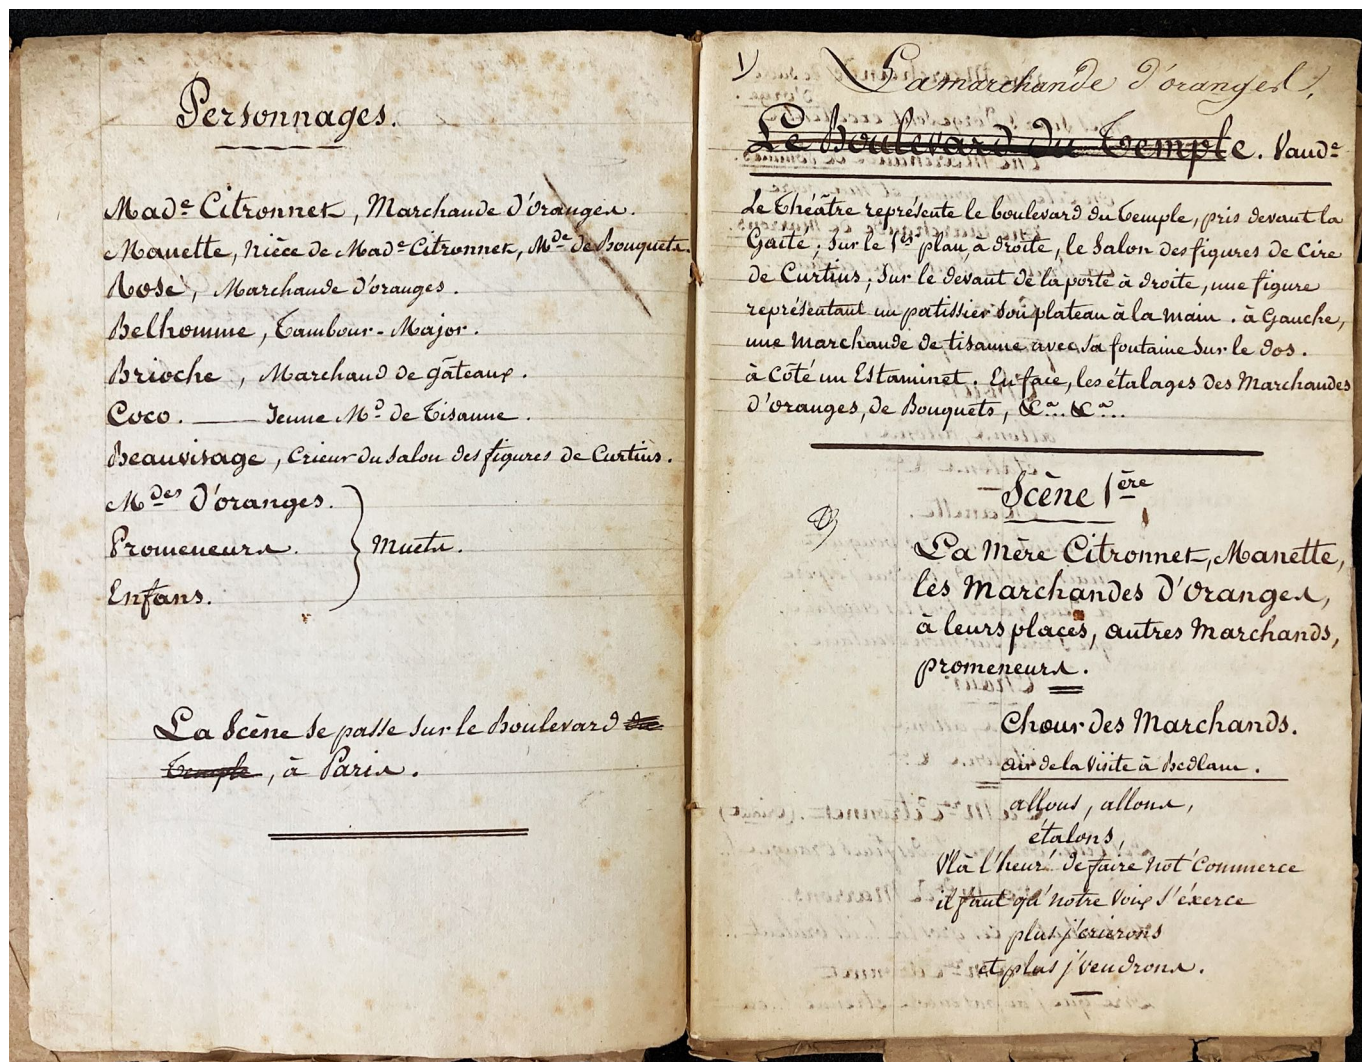 Personnages.
Made Citronnet, Marchande d'Oranges.
Manette, Nièce de Made Citronnet, Mde de Bouquets.
Rose, Marchande d'oranges.
Belhomme, Tambour-Major.
Brioche, Marchand de gâteaux.
Coco. —— Jeune Md de Tisanne.
Beauvisage, Crieur du Salon des figures de Curtius.
Mdes d'oranges.
Promeneurs. } Muets.
Enfans.
La Scène se passe sur le Boulevard du
Temple, à Paris.
1) La marchande d'oranges
Le Boulevard du Temple. Vaude
Le Théâtre représente le boulevard du Temple, pris devant la
Gaité; Sur le 1er plan, à droite, le Salon des figures de Cire
de Curtius; Sur le devant de la porte à droite, une figure
représentant un patissier son plateau à la main. à Gauche,
une Marchande de tisanne avec sa fontaine Sur le dos.
à Côté un Estaminet. En face, les étalages des Marchandes
d'Oranges, de Bouquets, &a... &a...
Scène 1ère
La Mère Citronnet, Manette,
les Marchandes d'Oranges,
à leurs places, autres Marchands,
promeneurs.
Chœur des Marchands.
air de la Visite à Bedlam.
allons, allons,
étalons,
V'là l'heur' de faire not' Commerce
il faut qu' notre Voix s'éxerce
plus j'crierons
et plus j'vendrons.